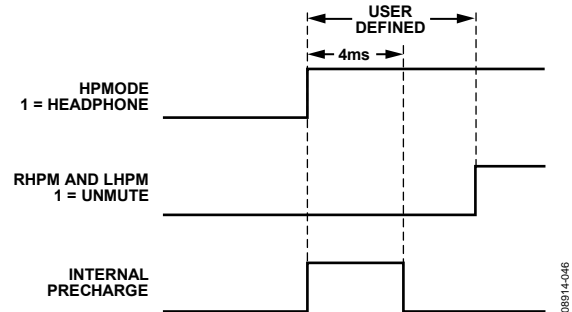 USER
DEFINED
4ms
HPMODE
1 = HEADPHONE
RHPM AND LHPM
1 = UNMUTE
INTERNAL
PRECHARGE
08914-046